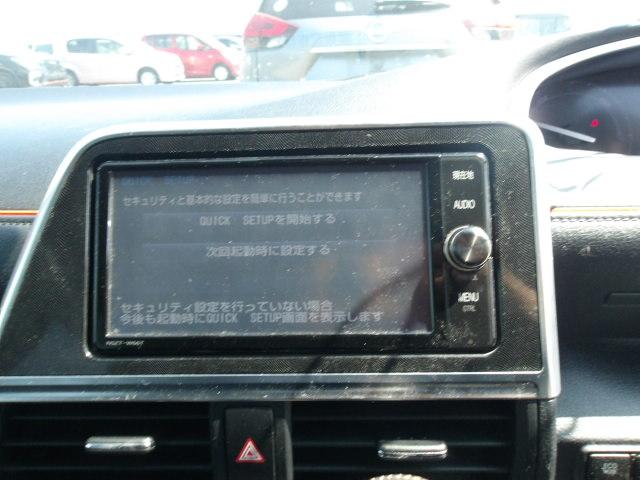 QUICK SETUP
セキュリティと基本的な設定を簡単に行うことができます
QUICK SETUPを開始する
次回起動時に設定する
セキュリティ設定を行っていない場合
今後も起動時にQUICK SETUP画面を表示します
現在地
AUDIO
MENU
CTRL
ECO